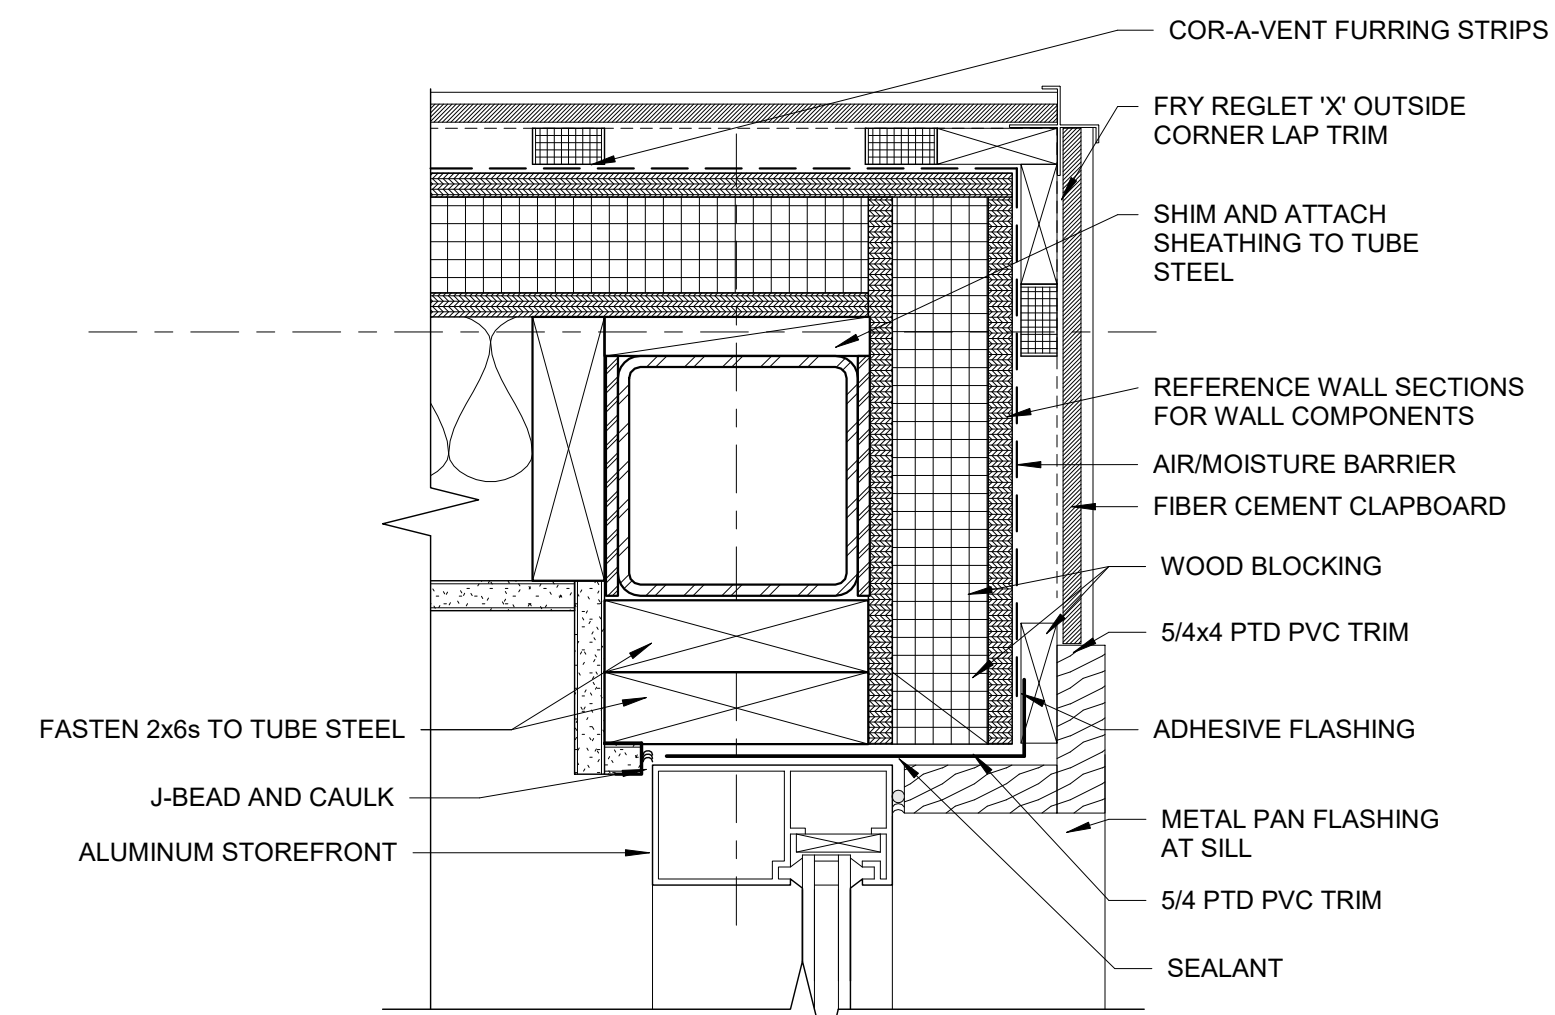 COR-A-VENT FURRING STRIPS
FRY REGLET 'X' OUTSIDE
CORNER LAP TRIM
SHIM AND ATTACH
SHEATHING TO TUBE
STEEL
REFERENCE WALL SECTIONS
FOR WALL COMPONENTS
AIR/MOISTURE BARRIER
FIBER CEMENT CLAPBOARD
WOOD BLOCKING
5/4x4 PTD PVC TRIM
ADHESIVE FLASHING
METAL PAN FLASHING
AT SILL
5/4 PTD PVC TRIM
SEALANT
FASTEN 2x6s TO TUBE STEEL
J-BEAD AND CAULK
ALUMINUM STOREFRONT